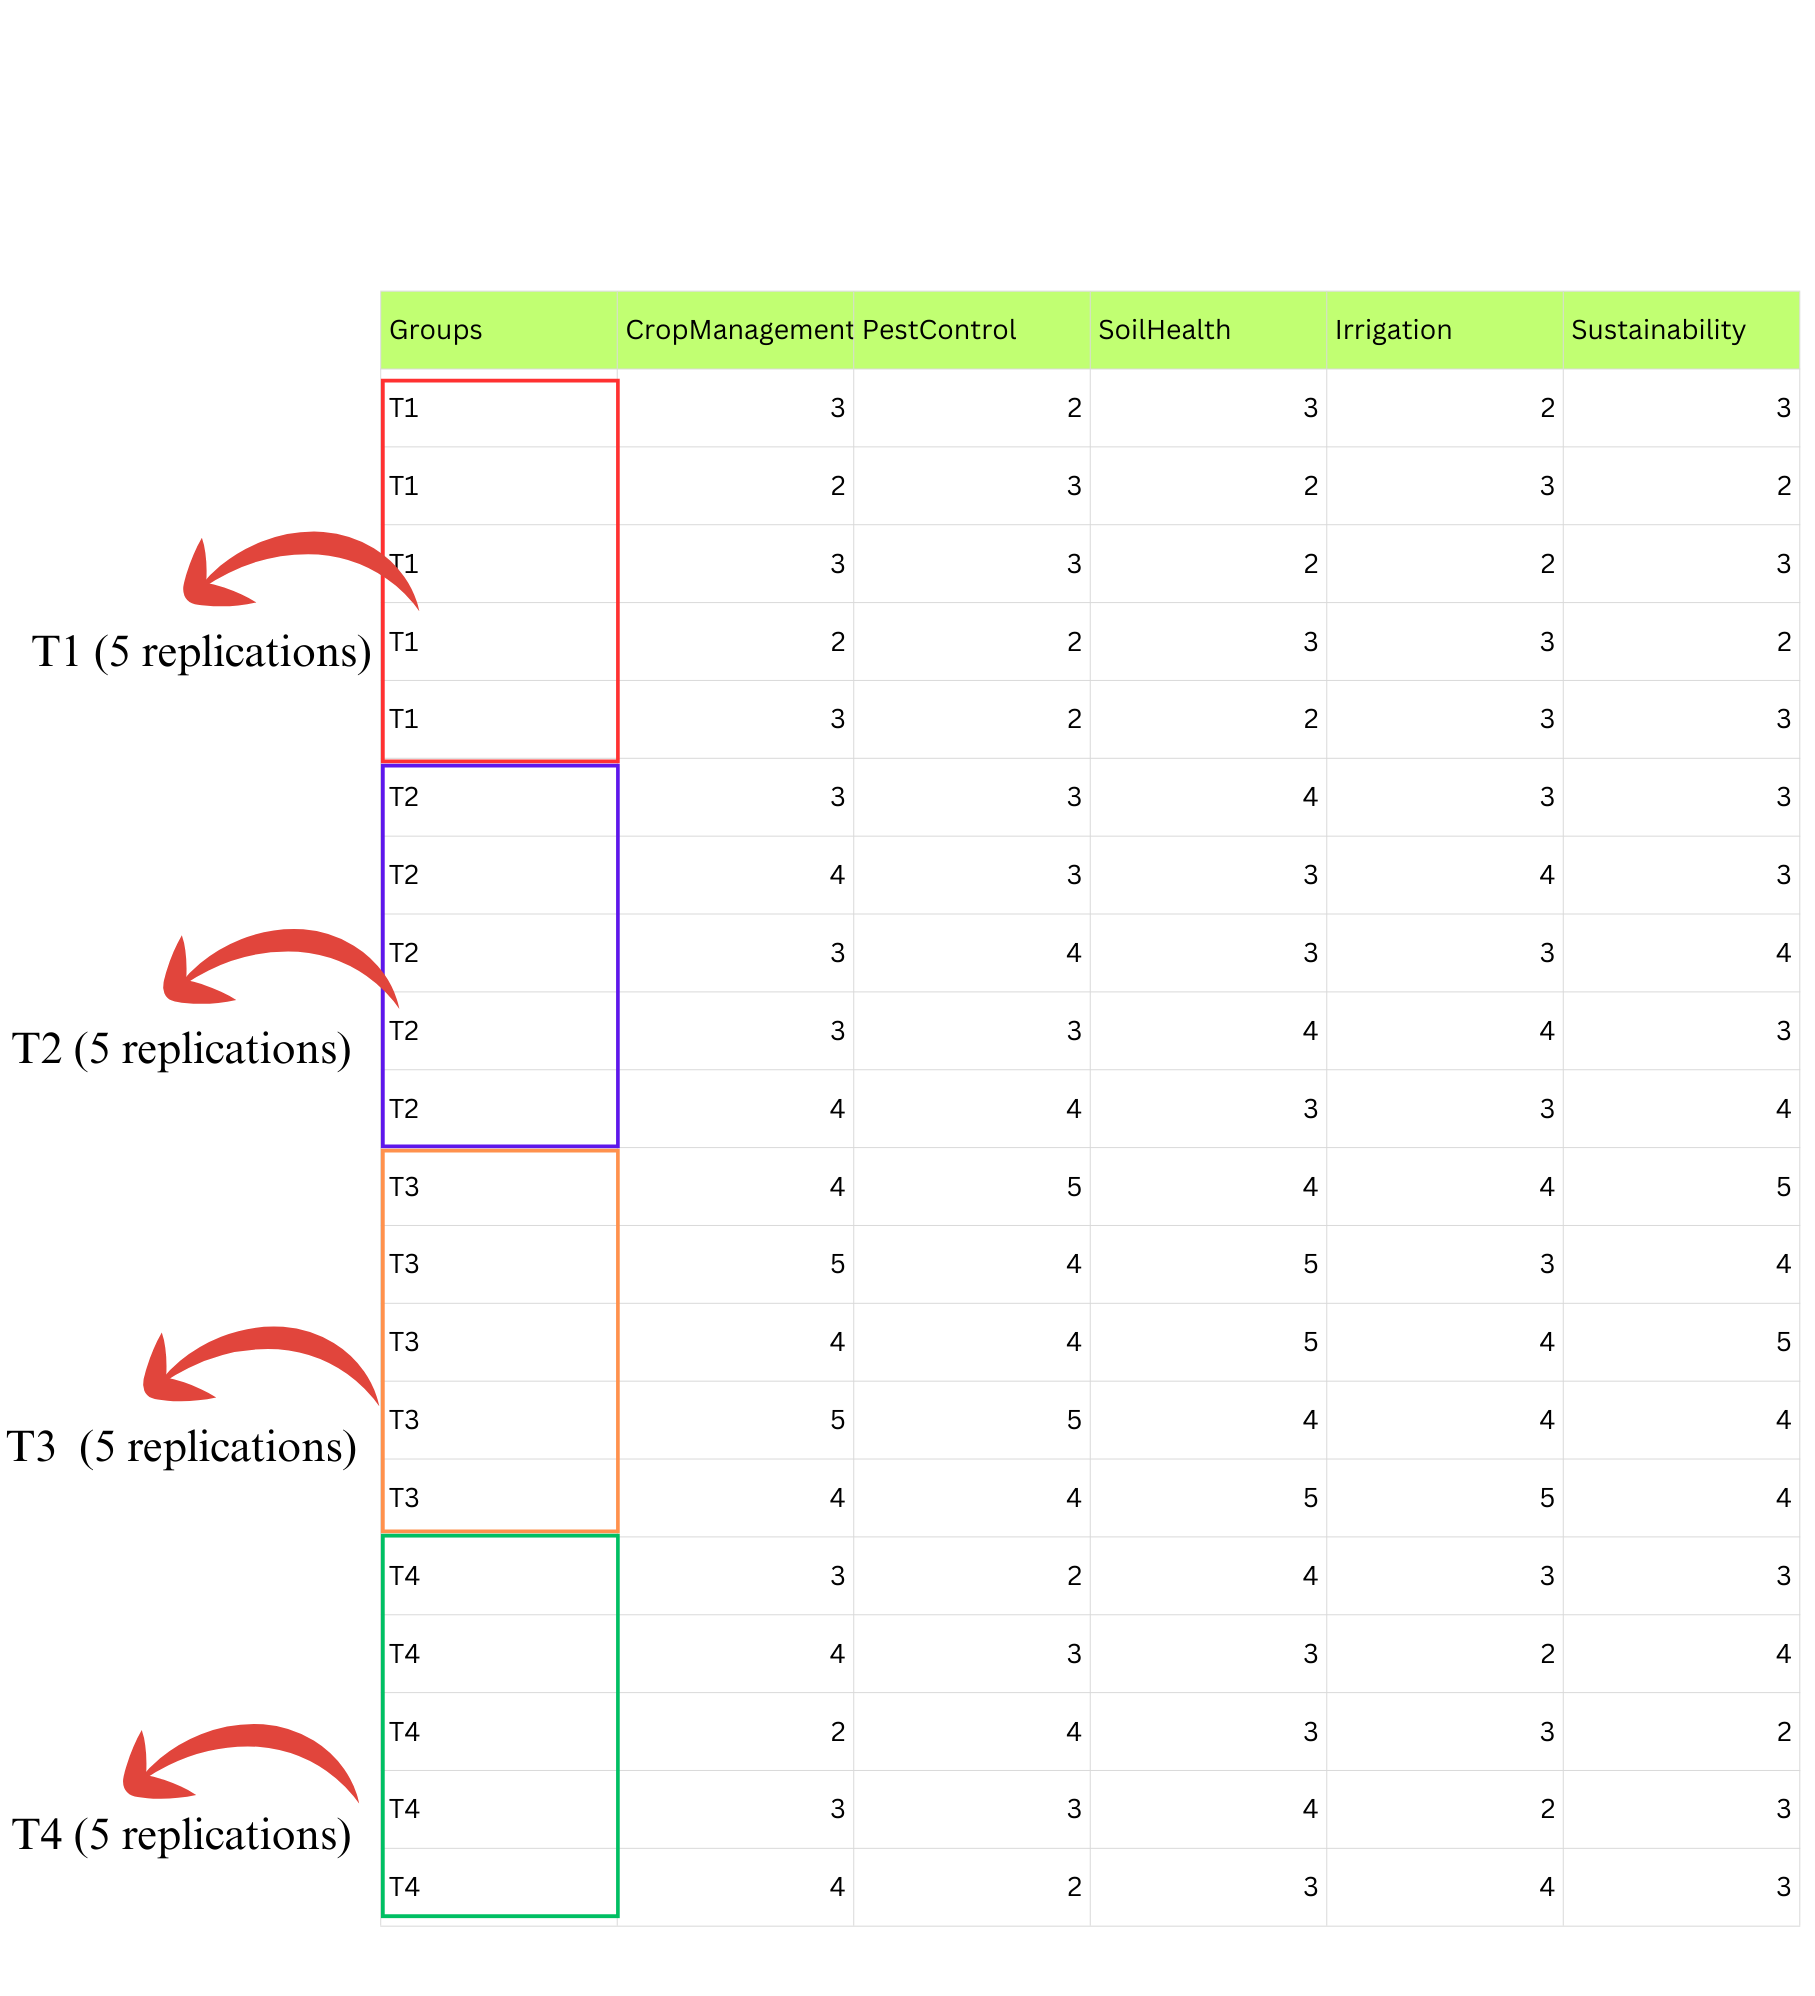 Groups CropManagement PestControl SoilHealth Irrigation Sustainability
T1 3 2 3 2 3
T1 2 3 2 3 2
T1 3 3 2 2 3
T1 (5 replications)
T1 2 2 3 3 2
T1 3 2 2 3 3
T2 3 3 4 3 3
T2 4 3 3 4 3
T2 3 4 3 3 4
T2 (5 replications)
T2 3 3 4 4 3
T2 4 4 3 3 4
T3 4 5 4 4 5
T3 5 4 5 3 4
T3 4 4 5 4 5
T3 (5 replications)
T3 5 5 4 4 4
T3 4 4 5 5 4
T4 3 2 4 3 3
T4 4 3 3 2 4
T4 2 4 3 3 2
T4 (5 replications)
T4 3 3 4 2 3
T4 4 2 3 4 3